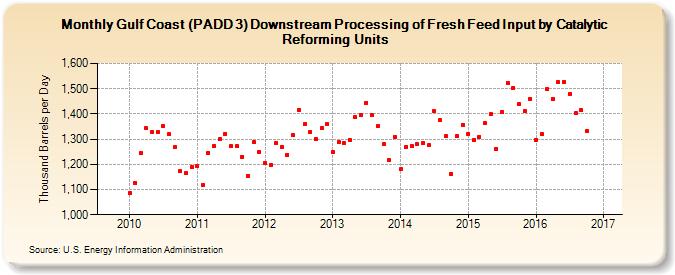 Monthly Gulf Coast (PADD 3) Downstream Processing of Fresh Feed Input by Catalytic
Reforming Units
Thousand Barrels per Day
1,600
1,500
1,400
1,300
1,200
1,100
1,000
2010 2011 2012 2013 2014 2015 2016 2017
Source: U.S. Energy Information Administration